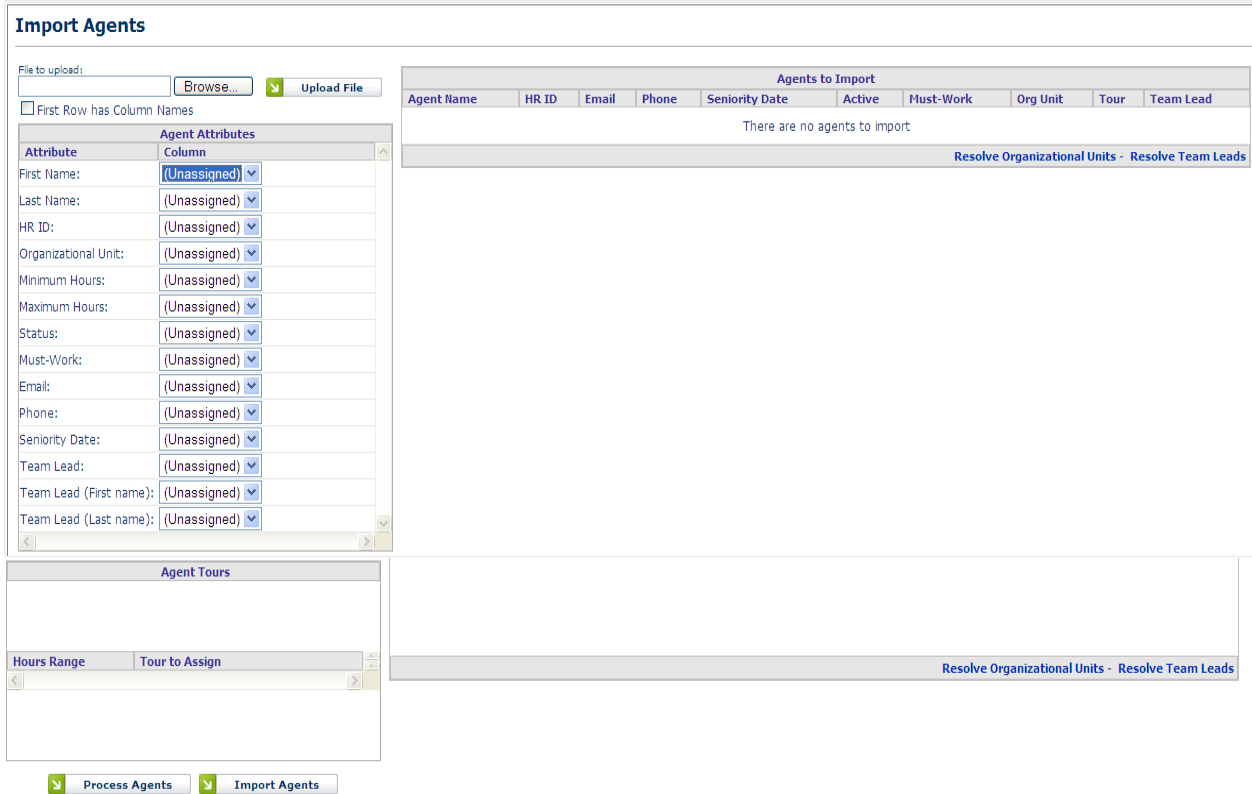 Import Agents
File to upload:
Browse...
Upload File
First Row has Column Names
Agent Attributes
Attribute Column
First Name: (Unassigned)
Last Name: (Unassigned)
HR ID: (Unassigned)
Organizational Unit: (Unassigned)
Minimum Hours: (Unassigned)
Maximum Hours: (Unassigned)
Status: (Unassigned)
Must-Work: (Unassigned)
Email: (Unassigned)
Phone: (Unassigned)
Seniority Date: (Unassigned)
Team Lead: (Unassigned)
Team Lead (First name): (Unassigned)
Team Lead (Last name): (Unassigned)
Agents to Import
Agent Name HR ID Email Phone Seniority Date Active Must-Work Org Unit Tour Team Lead
There are no agents to import
Resolve Organizational Units - Resolve Team Leads
Agent Tours
Hours Range Tour to Assign
Resolve Organizational Units - Resolve Team Leads
Process Agents Import Agents